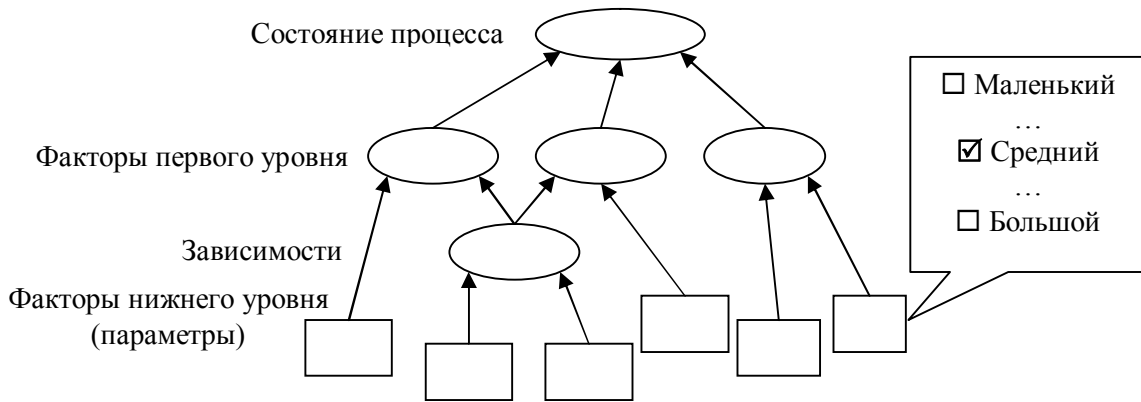 Состояние процесса
Факторы первого уровня
Зависимости
Факторы нижнего уровня
(параметры)
Маленький
…
Средний
…
Большой